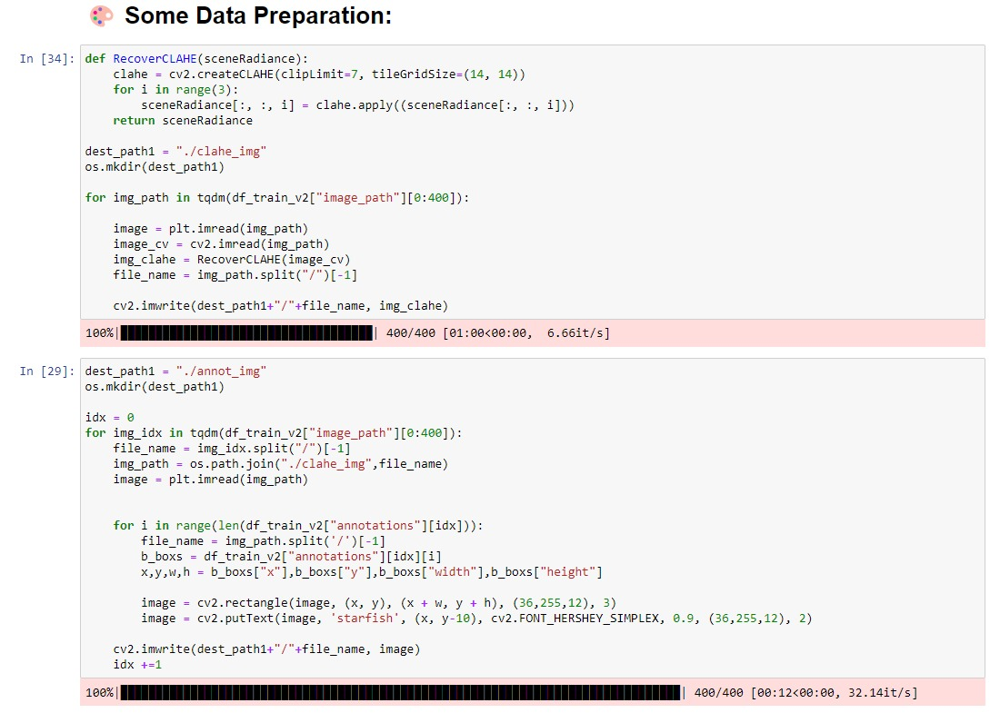 🎨 Some Data Preparation:
In [34]: def RecoverCLAHE(sceneRadiance):
    clahe = cv2.createCLAHE(clipLimit=7, tileGridSize=(14, 14))
    for i in range(3):
        sceneRadiance[:, :, i] = clahe.apply((sceneRadiance[:, :, i]))
    return sceneRadiance
dest_path1 = "./clahe_img"
os.mkdir(dest_path1)
for img_path in tqdm(df_train_v2["image_path"][0:400]):
    image = plt.imread(img_path)
    image_cv = cv2.imread(img_path)
    img_clahe = RecoverCLAHE(image_cv)
    file_name = img_path.split("/")[-1]
    cv2.imwrite(dest_path1+"/"+file_name, img_clahe)
100%|██████████| 400/400 [01:00<00:00,  6.66it/s]
In [29]: dest_path1 = "./annot_img"
os.mkdir(dest_path1)
idx = 0
for img_idx in tqdm(df_train_v2["image_path"][0:400]):
    file_name = img_idx.split("/")[-1]
    img_path = os.path.join("./clahe_img",file_name)
    image = plt.imread(img_path)
    for i in range(len(df_train_v2["annotations"][idx])):
        file_name = img_path.split('/')[-1]
        b_boxs = df_train_v2["annotations"][idx][i]
        x,y,w,h = b_boxs["x"],b_boxs["y"],b_boxs["width"],b_boxs["height"]
        image = cv2.rectangle(image, (x, y), (x + w, y + h), (36,255,12), 3)
        image = cv2.putText(image, 'starfish', (x, y-10), cv2.FONT_HERSHEY_SIMPLEX, 0.9, (36,255,12), 2)
    cv2.imwrite(dest_path1+"/"+file_name, image)
    idx +=1
100%|██████████| 400/400 [00:12<00:00, 32.14it/s]